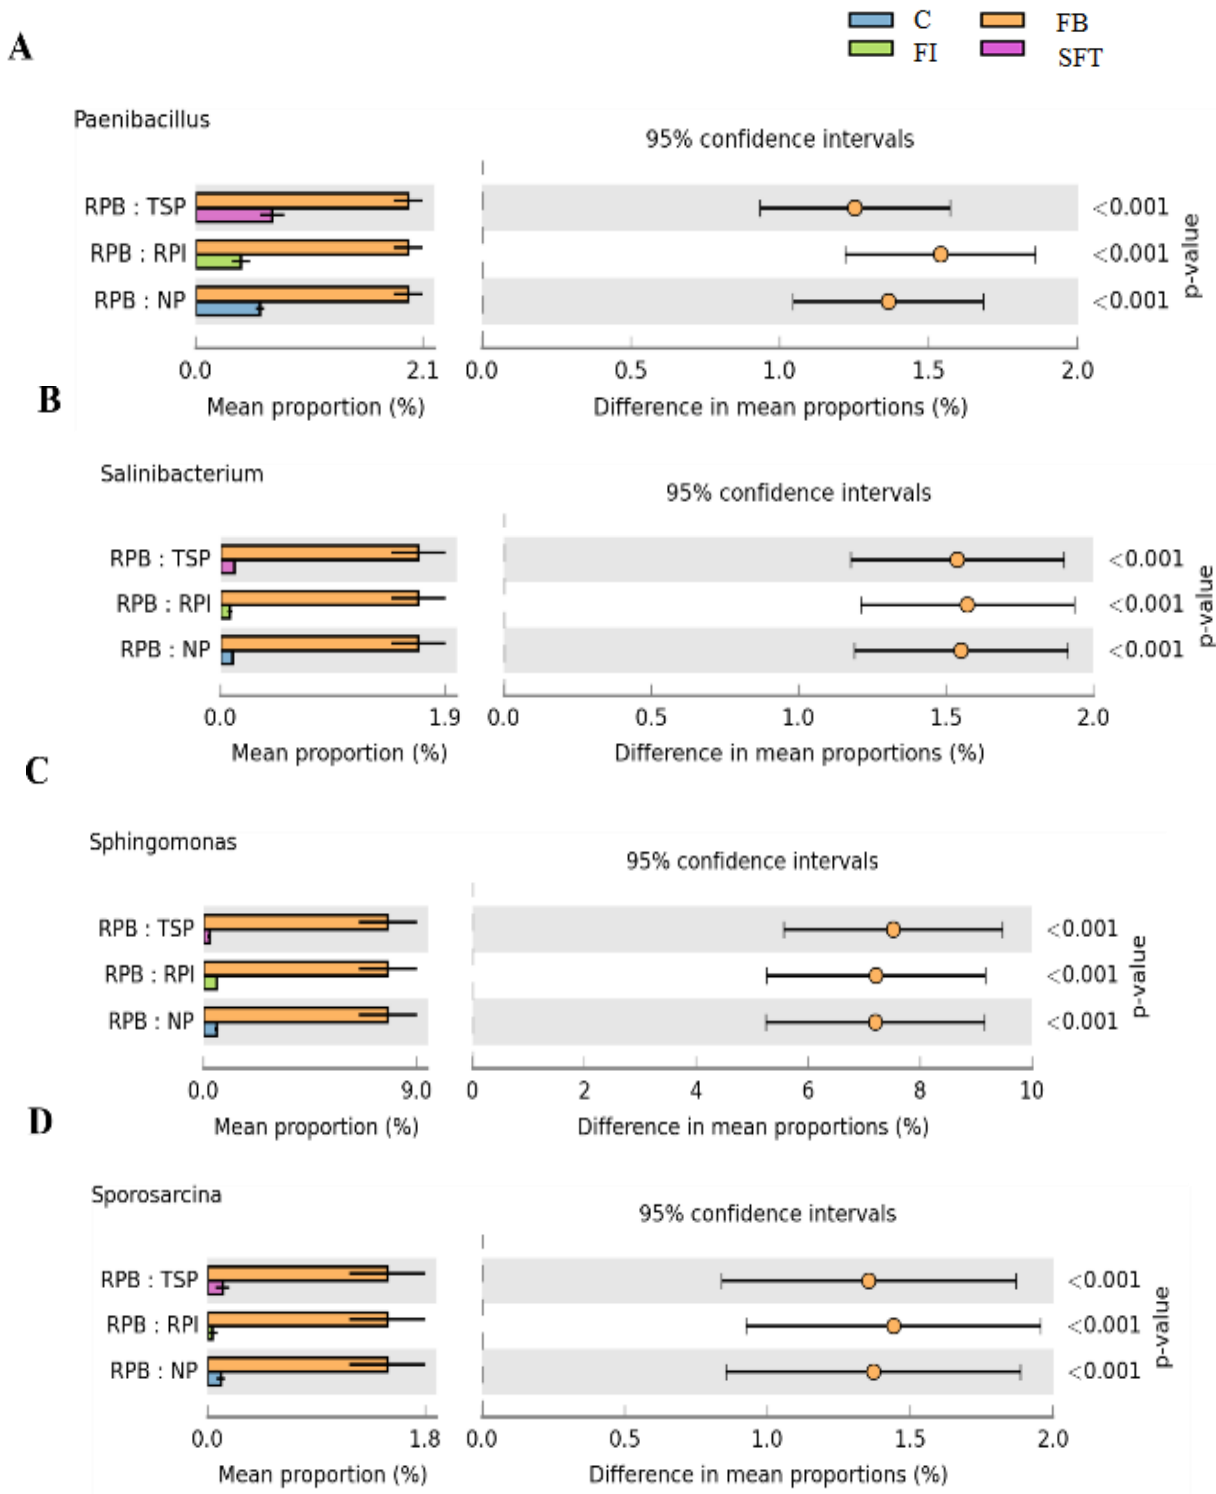 C FB
FI SFT
A
Paenibacillus
95% confidence intervals
RPB : TSP <0.001
RPB : RPI <0.001
RPB : NP <0.001
p-value
0.0 2.1 0.0 0.5 1.0 1.5 2.0
Mean proportion (%) Difference in mean proportions (%)
B
Salinibacterium
95% confidence intervals
RPB : TSP <0.001
RPB : RPI <0.001
RPB : NP <0.001
p-value
0.0 1.9 0.0 0.5 1.0 1.5 2.0
Mean proportion (%) Difference in mean proportions (%)
C
Sphingomonas
95% confidence intervals
RPB : TSP <0.001
RPB : RPI <0.001
RPB : NP <0.001
p-value
0.0 9.0 0 2 4 6 8 10
Mean proportion (%) Difference in mean proportions (%)
D
Sporosarcina
95% confidence intervals
RPB : TSP <0.001
RPB : RPI <0.001
RPB : NP <0.001
p-value
0.0 1.8 0.0 0.5 1.0 1.5 2.0
Mean proportion (%) Difference in mean proportions (%)